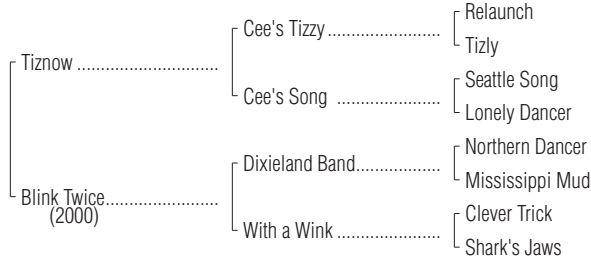 Relaunch
Cee's Tizzy ......................
Tizly
Tiznow ...........................
Seattle Song
Cee's Song ....................
Lonely Dancer
Northern Dancer
Dixieland Band................
Mississippi Mud
Blink Twice......................
(2000)
Clever Trick
With a Wink ....................
Shark's Jaws